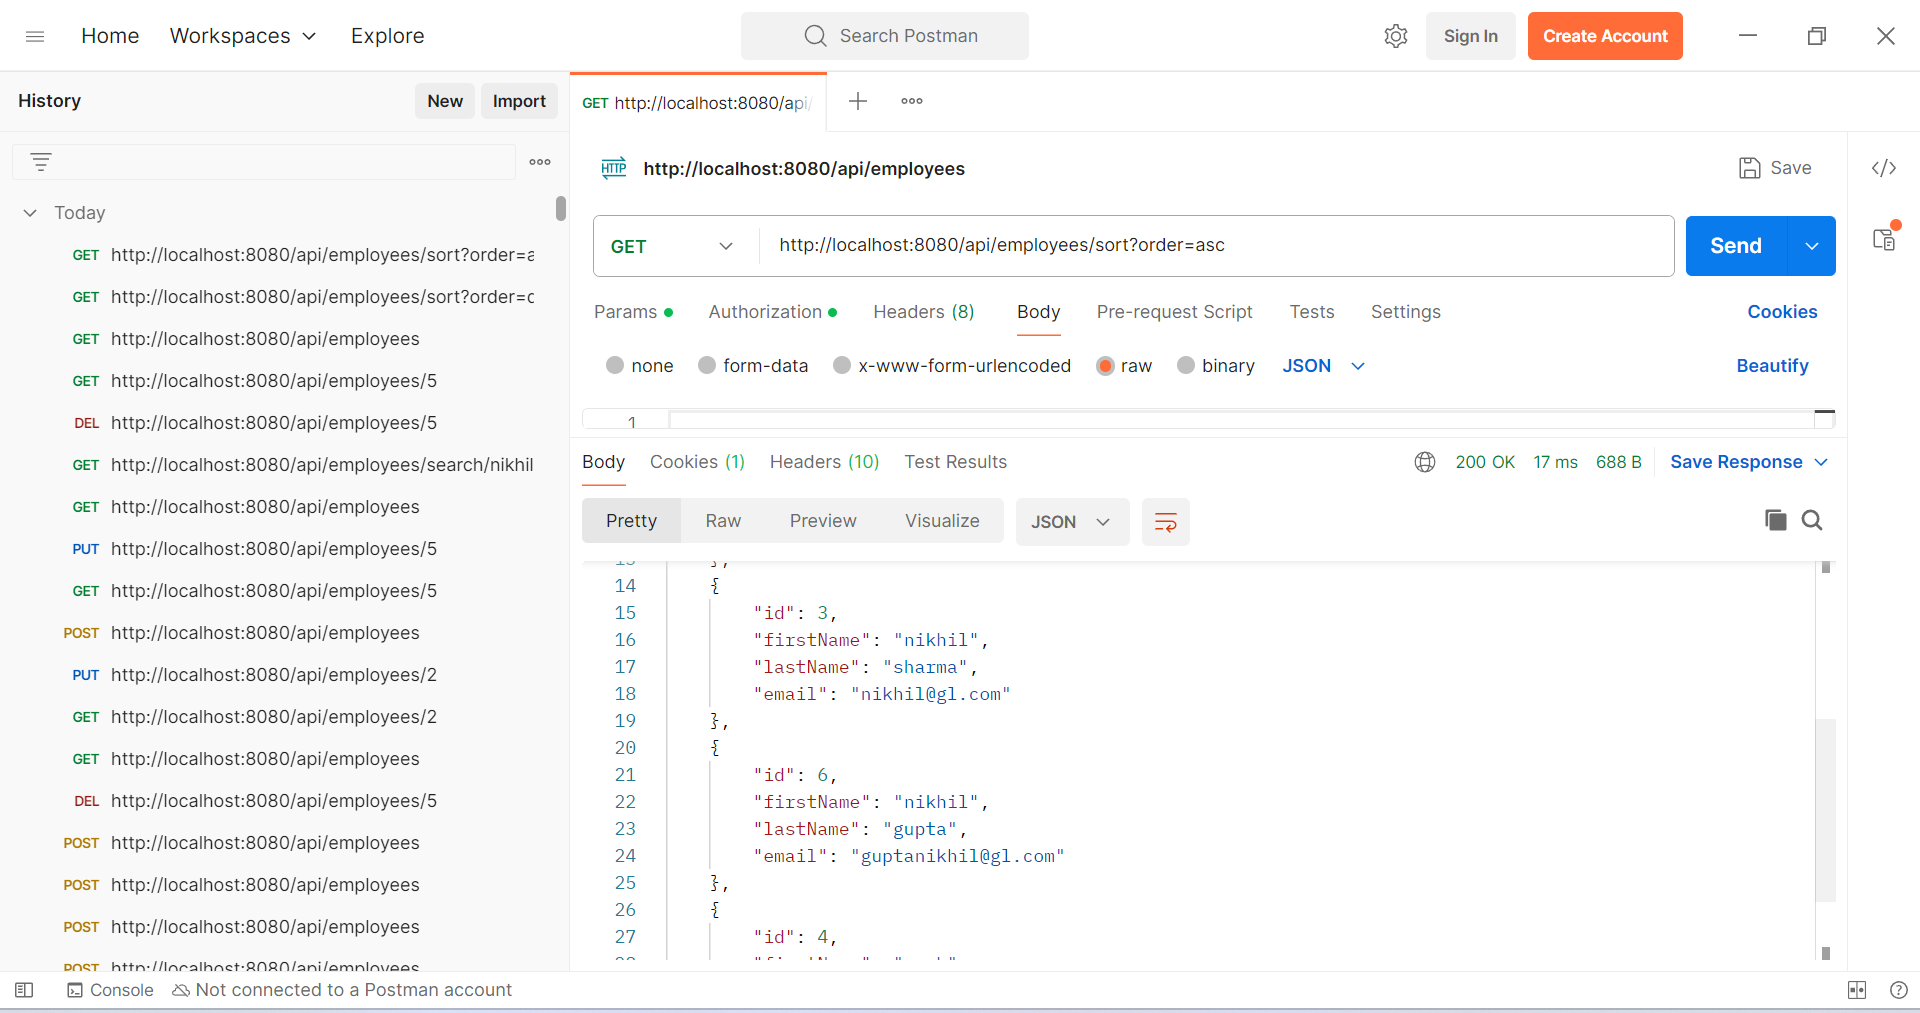 Home Workspaces Explore Search Postman Sign In Create Account
History New Import
GET http://localhost:8080/api/
HTTP http://localhost:8080/api/employees Save
Today
GET http://localhost:8080/api/employees/sort?order=a
GET http://localhost:8080/api/employees/sort?order=
GET http://localhost:8080/api/employees
GET http://localhost:8080/api/employees/5
DEL http://localhost:8080/api/employees/5
GET http://localhost:8080/api/employees/search/nikhil
GET http://localhost:8080/api/employees
PUT http://localhost:8080/api/employees/5
GET http://localhost:8080/api/employees/5
POST http://localhost:8080/api/employees
PUT http://localhost:8080/api/employees/2
GET http://localhost:8080/api/employees/2
GET http://localhost:8080/api/employees
DEL http://localhost:8080/api/employees/5
POST http://localhost:8080/api/employees
POST http://localhost:8080/api/employees
POST http://localhost:8080/api/employees
POST http://localhost:8080/api/employees
GET http://localhost:8080/api/employees/sort?order=asc Send
Params Authorization Headers (8) Body Pre-request Script Tests Settings Cookies
none form-data x-www-form-urlencoded raw binary JSON Beautify
1
Body Cookies (1) Headers (10) Test Results 200 OK 17 ms 688 B Save Response
Pretty Raw Preview Visualize JSON
13 },
14 {
15 "id": 3,
16 "firstName": "nikhil",
17 "lastName": "sharma",
18 "email": "nikhil@gl.com"
19 },
20 {
21 "id": 6,
22 "firstName": "nikhil",
23 "lastName": "gupta",
24 "email": "guptanikhil@gl.com"
25 },
26 {
27 "id": 4,
Console Not connected to a Postman account